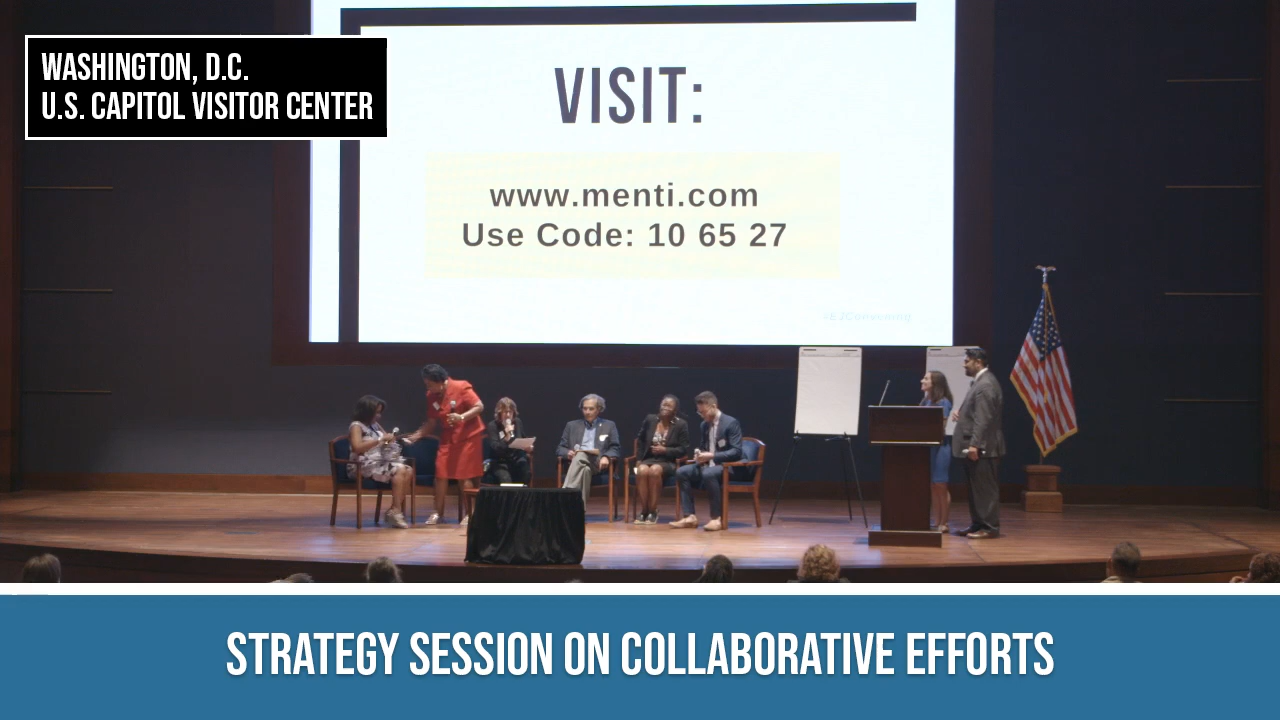 WASHINGTON, D.C.
U.S. CAPITOL VISITOR CENTER
VISIT:
www.menti.com
Use Code: 10 65 27
STRATEGY SESSION ON COLLABORATIVE EFFORTS